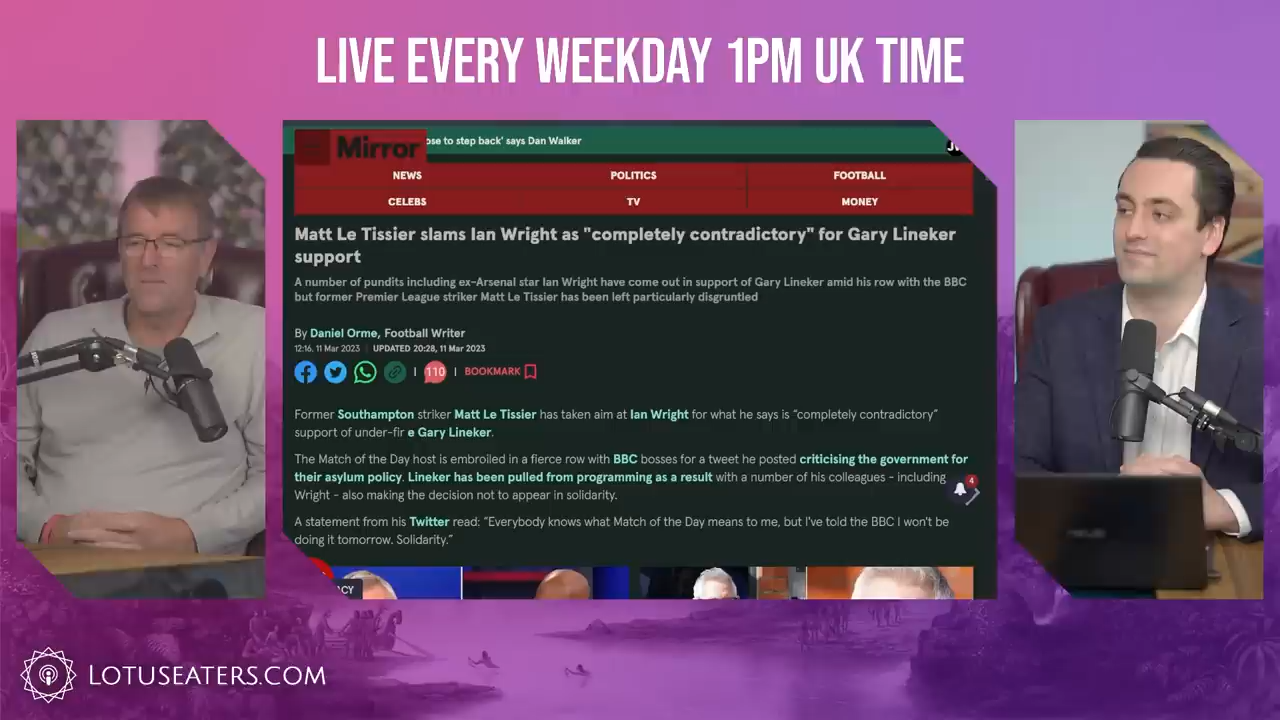 LIVE EVERY WEEKDAY 1PM UK TIME
Mirror
ose to step back' says Dan Walker
NEWS
POLITICS
FOOTBALL
CELEBS
TV
MONEY
Matt Le Tissier slams Ian Wright as "completely contradictory" for Gary Lineker
support
A number of pundits including ex-Arsenal star Ian Wright have come out in support of Gary Lineker amid his row with the BBC
but former Premier League striker Matt Le Tissier has been left particularly disgruntled
By Daniel Orme, Football Writer
12:16, 11 Mar 2023 | UPDATED 20:28, 11 Mar 2023
| 110 | BOOKMARK
Former Southampton striker Matt Le Tissier has taken aim at Ian Wright for what he says is “completely contradictory”
support of under-fir e Gary Lineker.
The Match of the Day host is embroiled in a fierce row with BBC bosses for a tweet he posted criticising the government for
their asylum policy. Lineker has been pulled from programming as a result with a number of his colleagues - including
Wright - also making the decision not to appear in solidarity.
4
A statement from his Twitter read: “Everybody knows what Match of the Day means to me, but I've told the BBC I won't be
doing it tomorrow. Solidarity.”
CY
LOTUSEATERS.COM